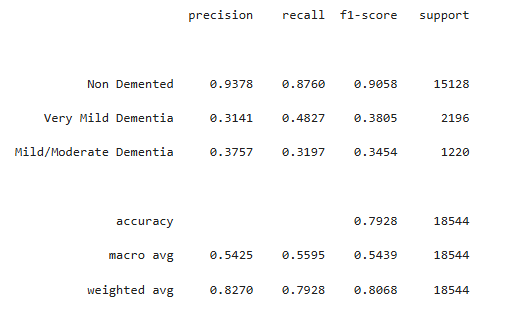 precision recall f1-score support
Non Demented 0.9378 0.8760 0.9058 15128
Very Mild Dementia 0.3141 0.4827 0.3805 2196
Mild/Moderate Dementia 0.3757 0.3197 0.3454 1220
accuracy 0.7928 18544
macro avg 0.5425 0.5595 0.5439 18544
weighted avg 0.8270 0.7928 0.8068 18544